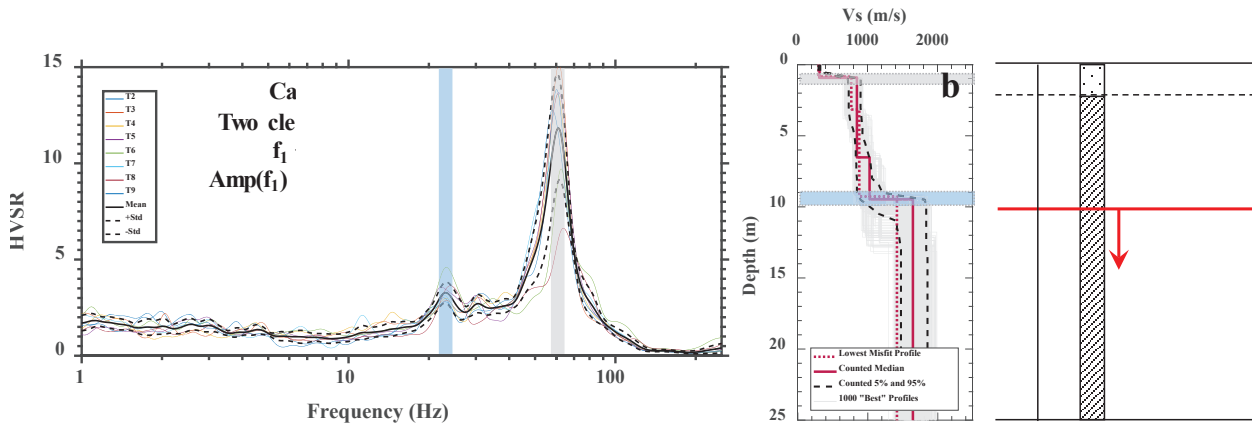 15
10
5
0
HVSR
T2
T3
T4
T5
T6
T7
T8
T9
Mean
+Std
-Std
Ca
Two cle
f1
Amp(f1)
1
10
100
Frequency (Hz)
Vs (m/s)
0
1000
2000
0
5
10
15
20
25
Depth (m)
b
Lowest Misfit Profile
Counted Median
Counted 5% and 95%
1000 "Best" Profiles